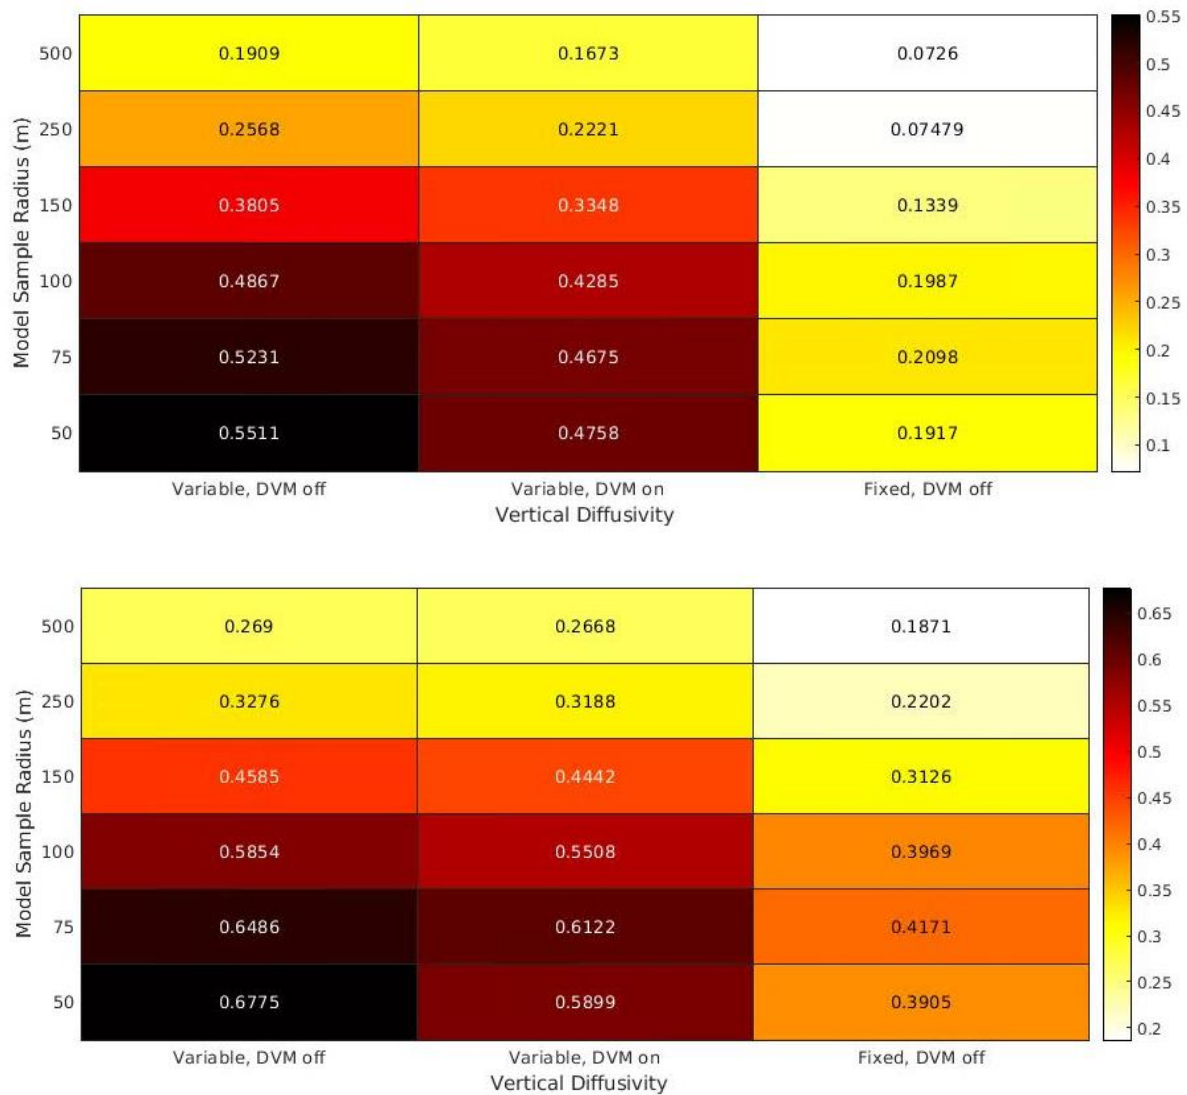 500 0.1909 0.1673 0.0726
250 0.2568 0.2221 0.07479
150 0.3805 0.3348 0.1339
100 0.4867 0.4285 0.1987
75 0.5231 0.4675 0.2098
50 0.5511 0.4758 0.1917
Model Sample Radius (m)
Variable, DVM off Variable, DVM on Fixed, DVM off
Vertical Diffusivity
0.55
0.5
0.45
0.4
0.35
0.3
0.25
0.2
0.15
0.1
500 0.269 0.2668 0.1871
250 0.3276 0.3188 0.2202
150 0.4585 0.4442 0.3126
100 0.5854 0.5508 0.3969
75 0.6486 0.6122 0.4171
50 0.6775 0.5899 0.3905
Model Sample Radius (m)
Variable, DVM off Variable, DVM on Fixed, DVM off
Vertical Diffusivity
0.65
0.6
0.55
0.5
0.45
0.4
0.35
0.3
0.25
0.2